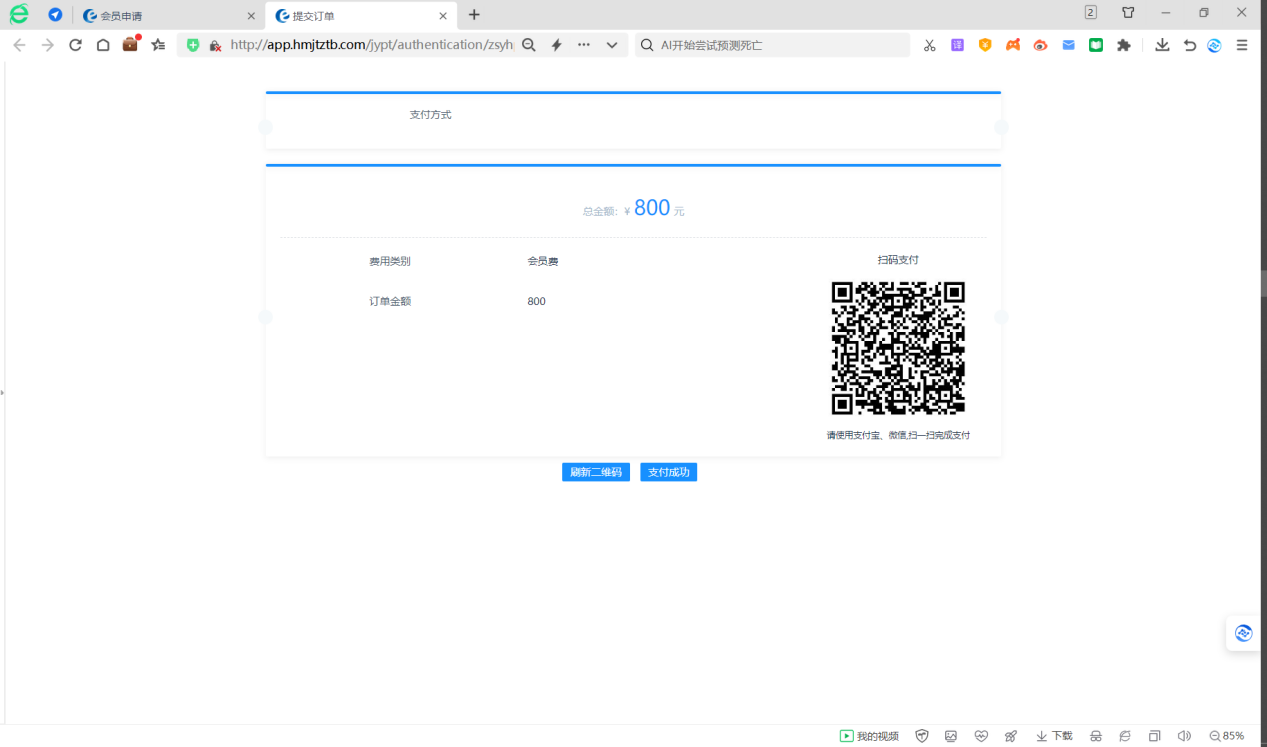 会员申请
提交订单
2
http://app.hmjtztb.com/jypt/authentication/zsyh
AI开始尝试预测死亡
译
支付方式
总金额: ¥ 800 元
费用类别 会员费
扫码支付
订单金额 800
请使用支付宝、微信,扫一扫完成支付
刷新二维码 支付成功
我的视频 下载 85%